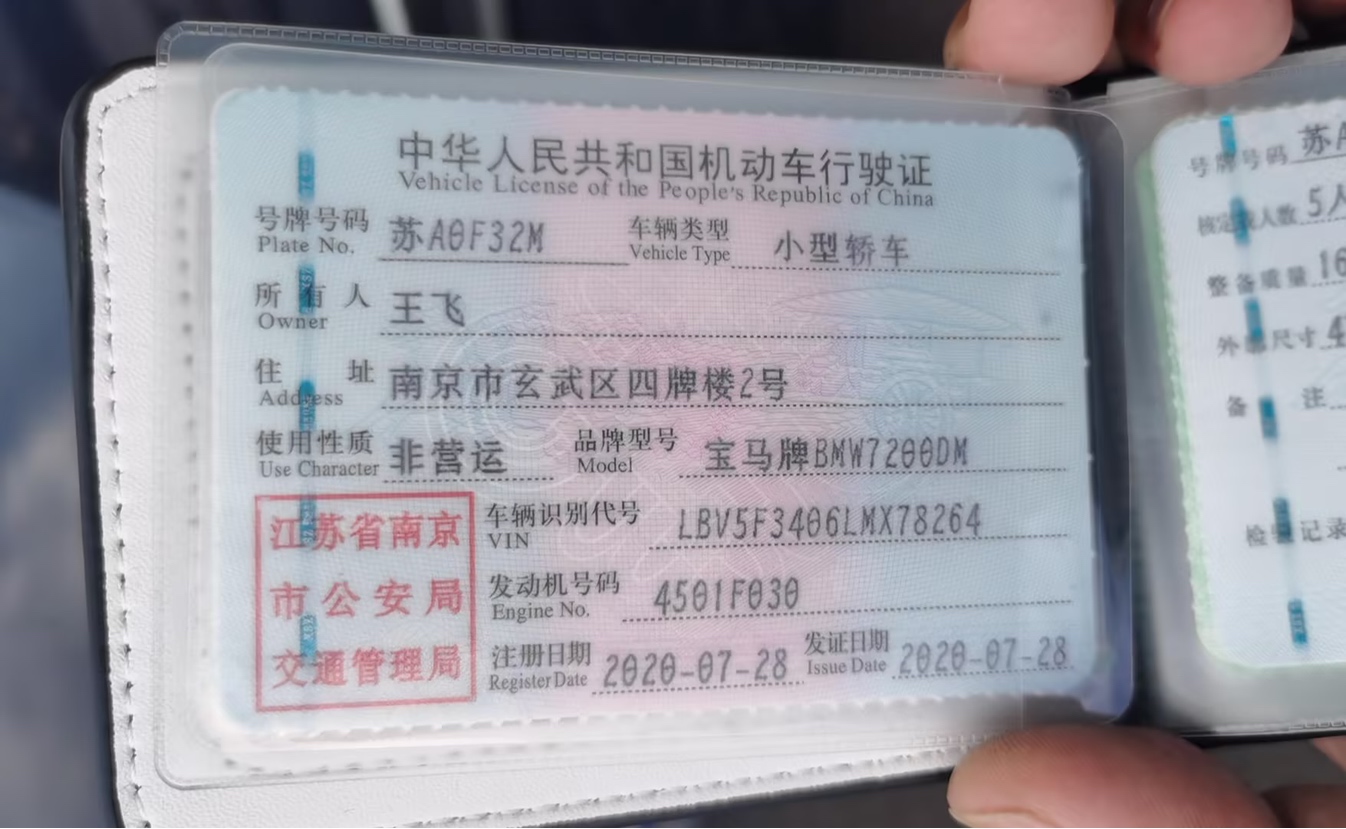 中华人民共和国机动车行驶证
Vehicle License of the People's Republic of China
号牌号码 苏A0F32M 车辆类型 小型轿车
Plate No. Vehicle Type
所有人 王飞
Owner
住址 南京市玄武区四牌楼2号
Address
使用性质 非营运 品牌型号 宝马牌BMW7200DM
Use Character Model
江苏省南京
市公安局
交通管理局
车辆识别代号 LBV5F3406LMX78264
VIN
发动机号码 4501F030
Engine No.
注册日期 2020-07-28 发证日期 2020-07-28
Register Date Issue Date
号牌号码 苏A
核定载人数 5人
整备质量 16
外廓尺寸 4
备注
检验记录